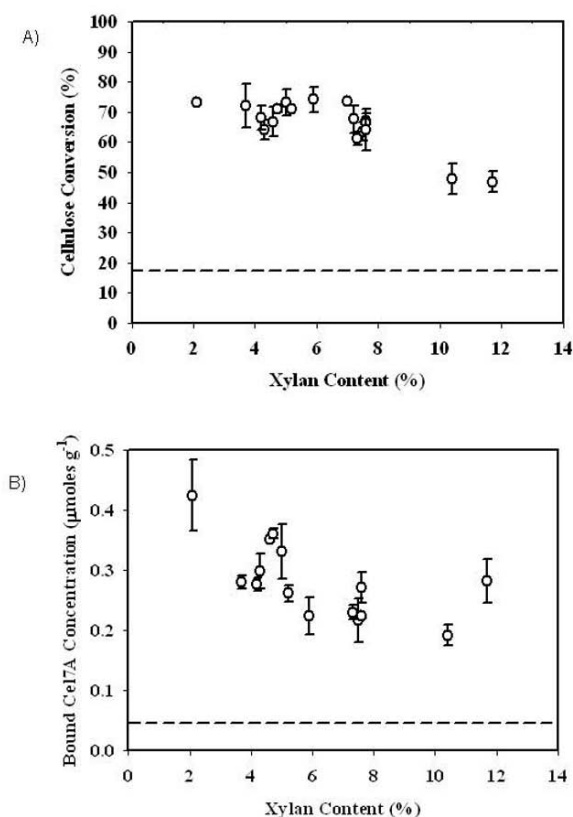 A)
Cellulose Conversion (%)
100
90
80
70
60
50
40
30
20
10
0
0 2 4 6 8 10 12 14
Xylan Content (%)
B)
Bound Cel7A Concentration (μmoles g⁻¹)
0.5
0.4
0.3
0.2
0.1
0.0
0 2 4 6 8 10 12 14
Xylan Content (%)